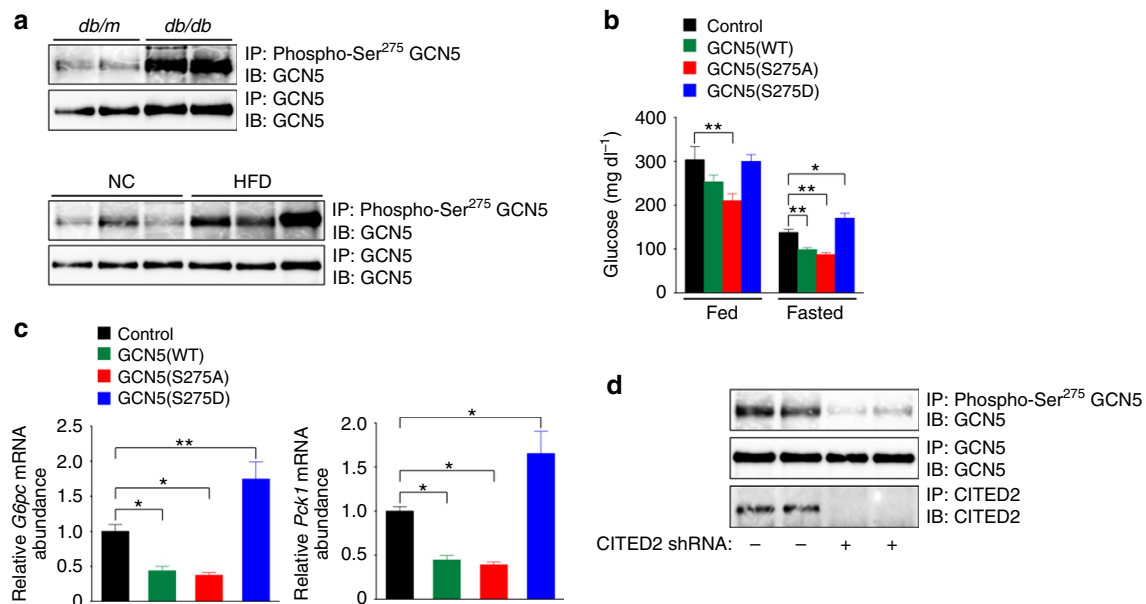 a
db/m db/db
IP: Phospho-Ser275 GCN5
IB: GCN5
IP: GCN5
IB: GCN5
NC HFD
IP: Phospho-Ser275 GCN5
IB: GCN5
IP: GCN5
IB: GCN5
b
Control
GCN5(WT)
GCN5(S275A)
GCN5(S275D)
Glucose (mg dl−1)
400
300
200
100
0
**
*
**
**
Fed Fasted
c
Control
GCN5(WT)
GCN5(S275A)
GCN5(S275D)
Relative G6pc mRNA
abundance
2.5
2.0
1.5
1.0
0.5
0
**
*
*
Relative Pck1 mRNA
abundance
2.0
1.5
1.0
0.5
0
*
*
*
d
IP: Phospho-Ser275 GCN5
IB: GCN5
IP: GCN5
IB: GCN5
IP: CITED2
IB: CITED2
CITED2 shRNA: − − + +